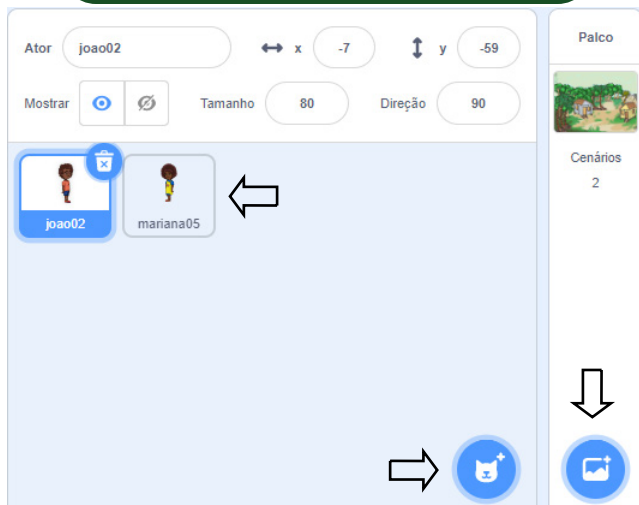 Ator joao02 x -7 y -59
Mostrar Tamanho 80 Direção 90
joao02 mariana05
Palco
Cenários
2